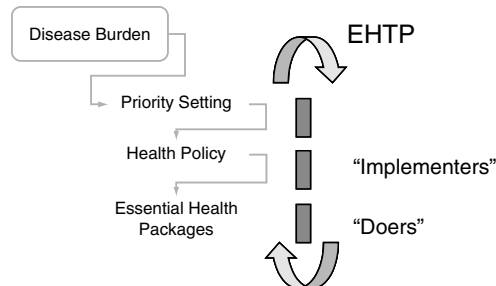 Disease Burden
EHTP
Priority Setting
Health Policy
“Implementers”
Essential Health
Packages
“Doers”